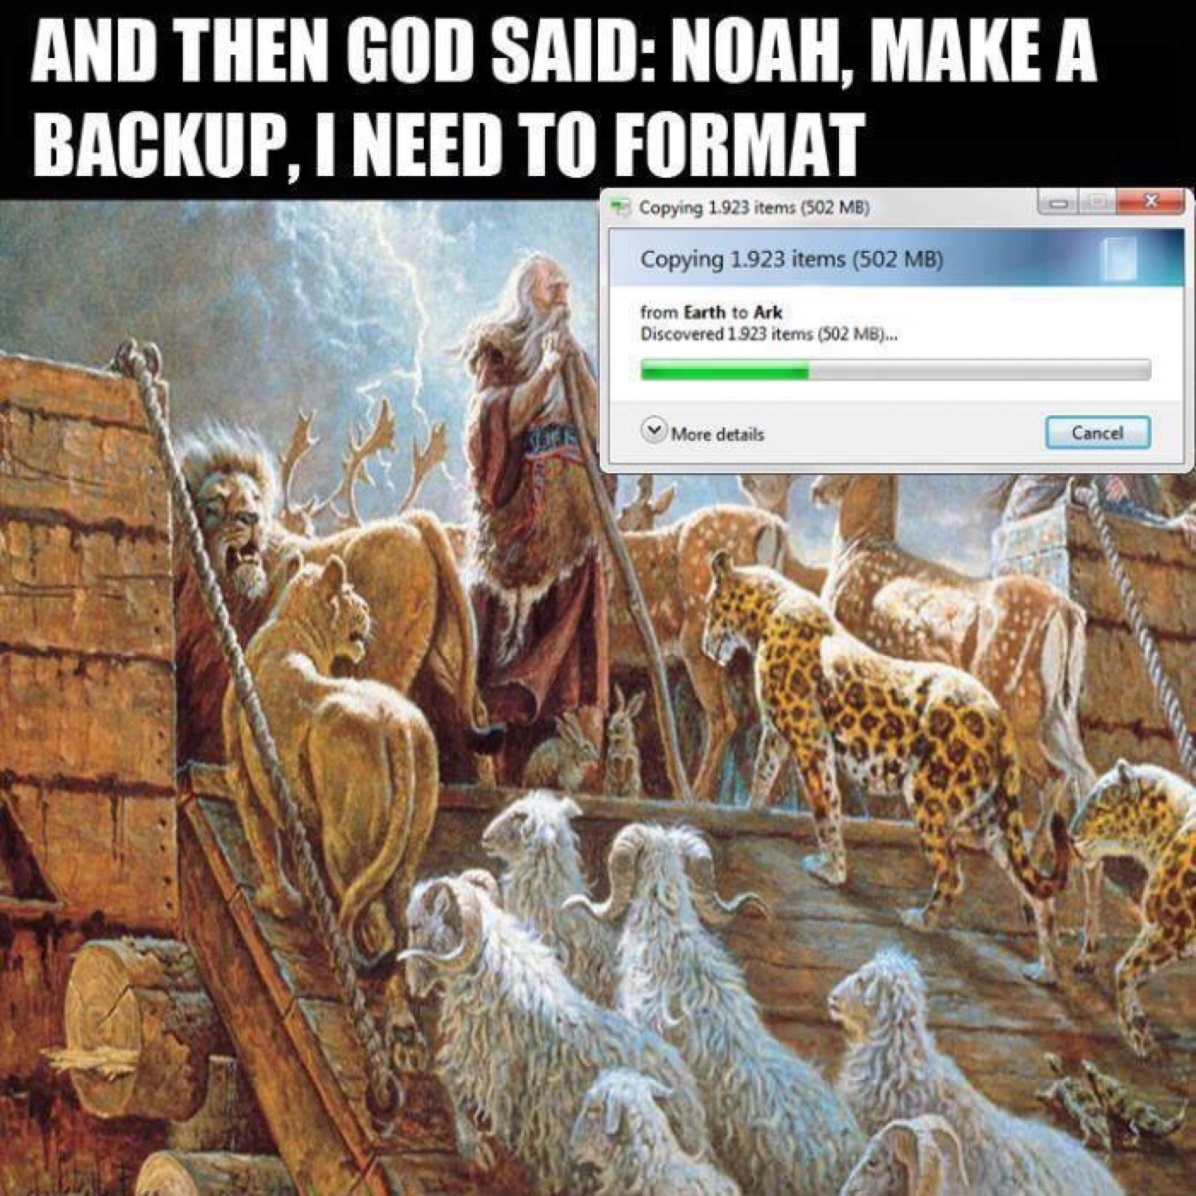 AND THEN GOD SAID: NOAH, MAKE A
BACKUP, I NEED TO FORMAT
Copying 1.923 items (502 MB)
Copying 1.923 items (502 MB)
from Earth to Ark
Discovered 1.923 items (502 MB)...
More details
Cancel